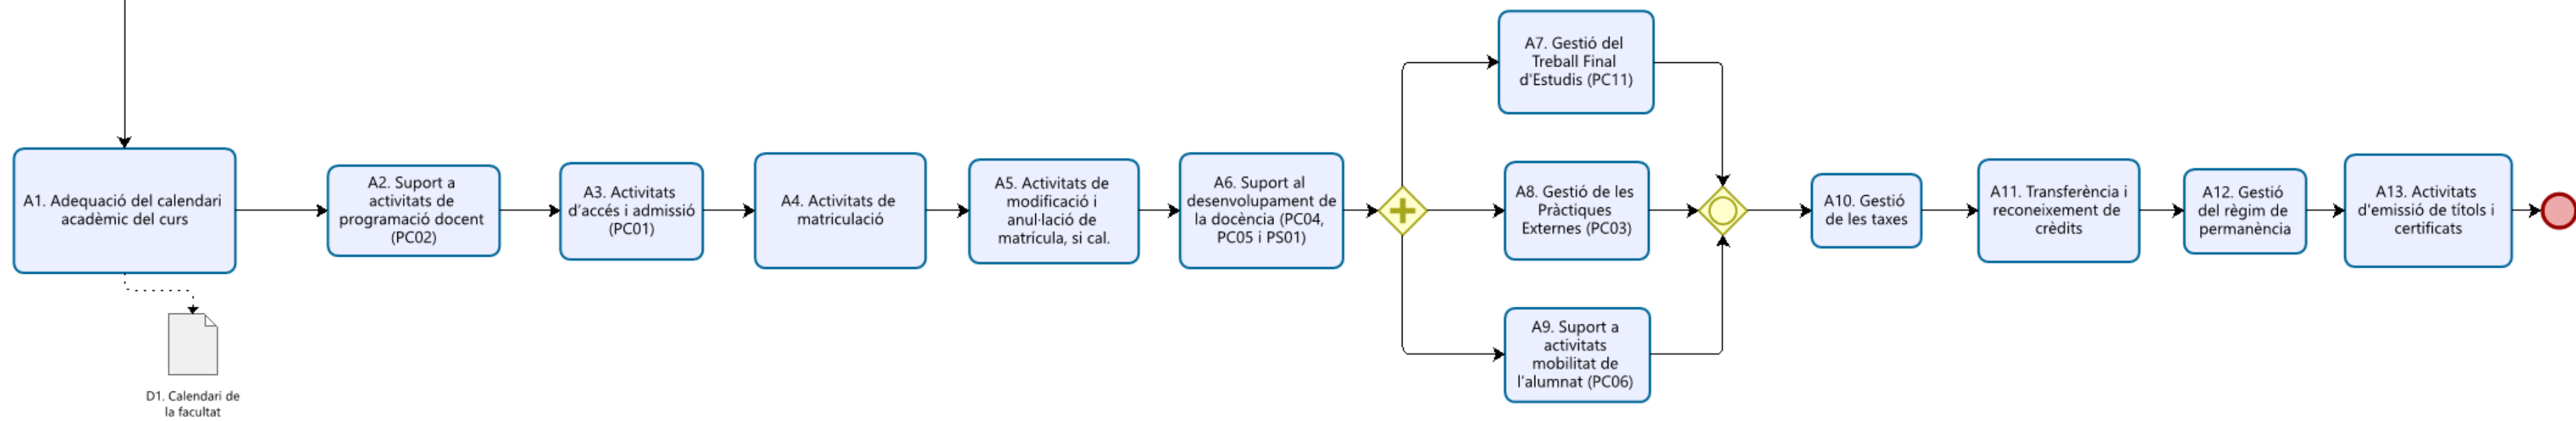 A1. Adequació del calendari
acadèmic del curs
D1. Calendari de
la facultat
A2. Suport a
activitats de
programació docent
(PC02)
A3. Activitats
d'accés i admissió
(PC01)
A4. Activitats de
matriculació
A5. Activitats de
modificació i
anul·lació de
matrícula, si cal.
A6. Suport al
desenvolupament de
la docència (PC04,
PC05 i PS01)
A7. Gestió del
Treball Final
d'Estudis (PC11)
A8. Gestió de les
Pràctiques
Externes (PC03)
A9. Suport a
activitats
mobilitat de
l'alumnat (PC06)
A10. Gestió
de les taxes
A11. Transferència i
reconeixement de
crèdits
A12. Gestió
del règim de
permanència
A13. Activitats
d'emissió de títols i
certificats